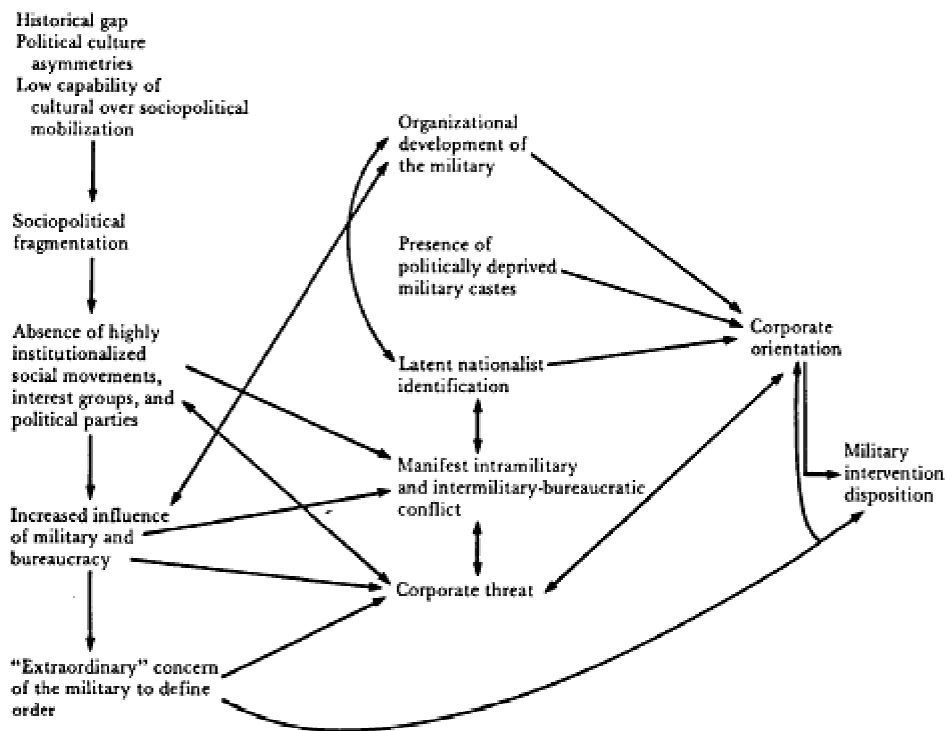 Historical gap
Political culture
asymmetries
Low capability of
cultural over sociopolitical
mobilization
Sociopolitical
fragmentation
Absence of highly
institutionalized
social movements,
interest groups, and
political parties
Increased influence
of military and
bureaucracy
“Extraordinary” concern
of the military to define
order
Organizational
development of
the military
Presence of
politically deprived
military castes
Latent nationalist
identification
Manifest intramilitary
and intermilitary-bureaucratic
conflict
Corporate threat
Corporate
orientation
Military
intervention
disposition